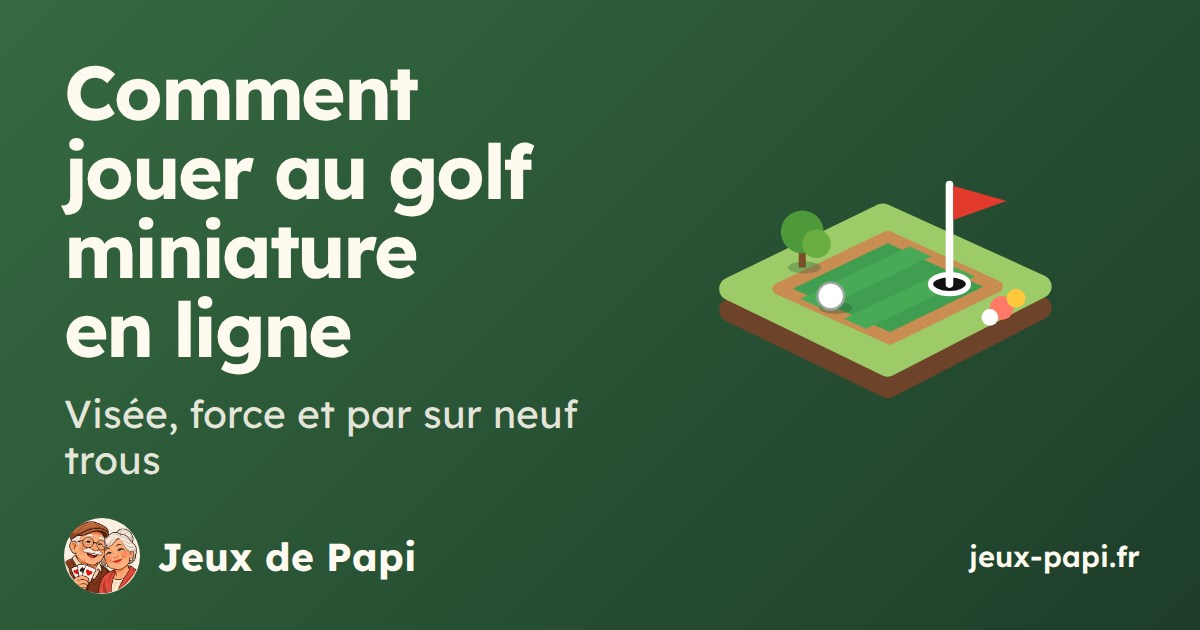 Comment
jouer au golf
miniature
en ligne
Visée, force et par sur neuf
trous
Jeux de Papi
jeux-papi.fr